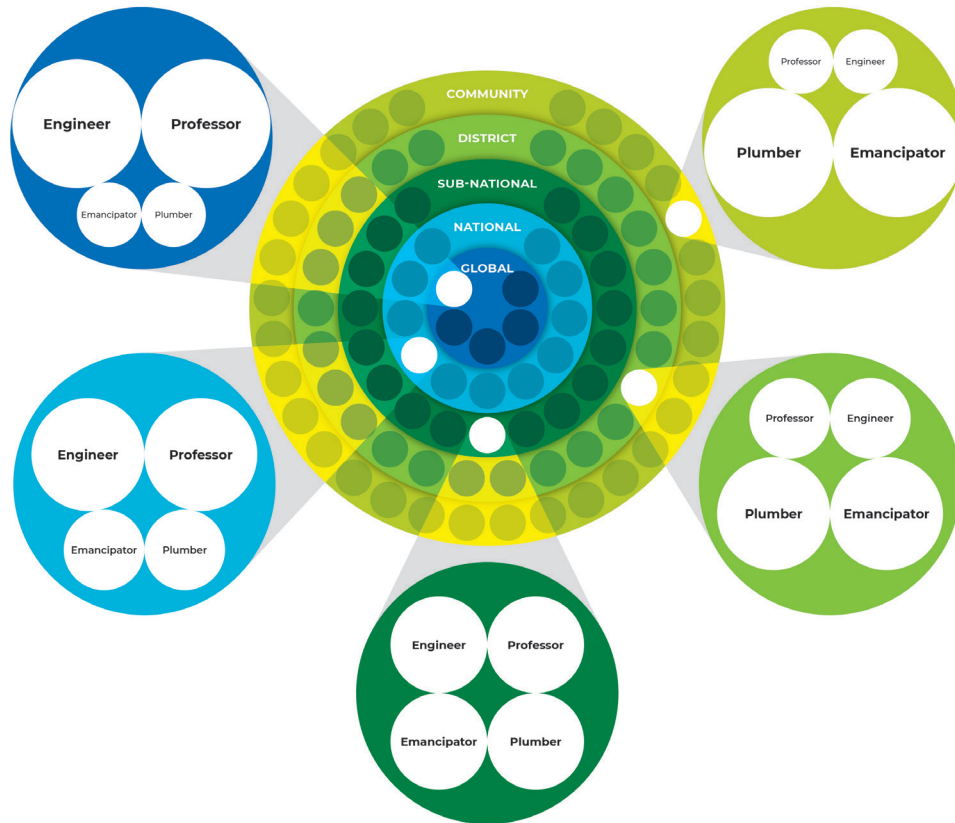 Engineer
Professor
Emancipator
Plumber
COMMUNITY
DISTRICT
SUB-NATIONAL
NATIONAL
GLOBAL
Professor
Engineer
Plumber
Emancipator
Engineer
Professor
Emancipator
Plumber
Professor
Engineer
Plumber
Emancipator
Engineer
Professor
Emancipator
Plumber